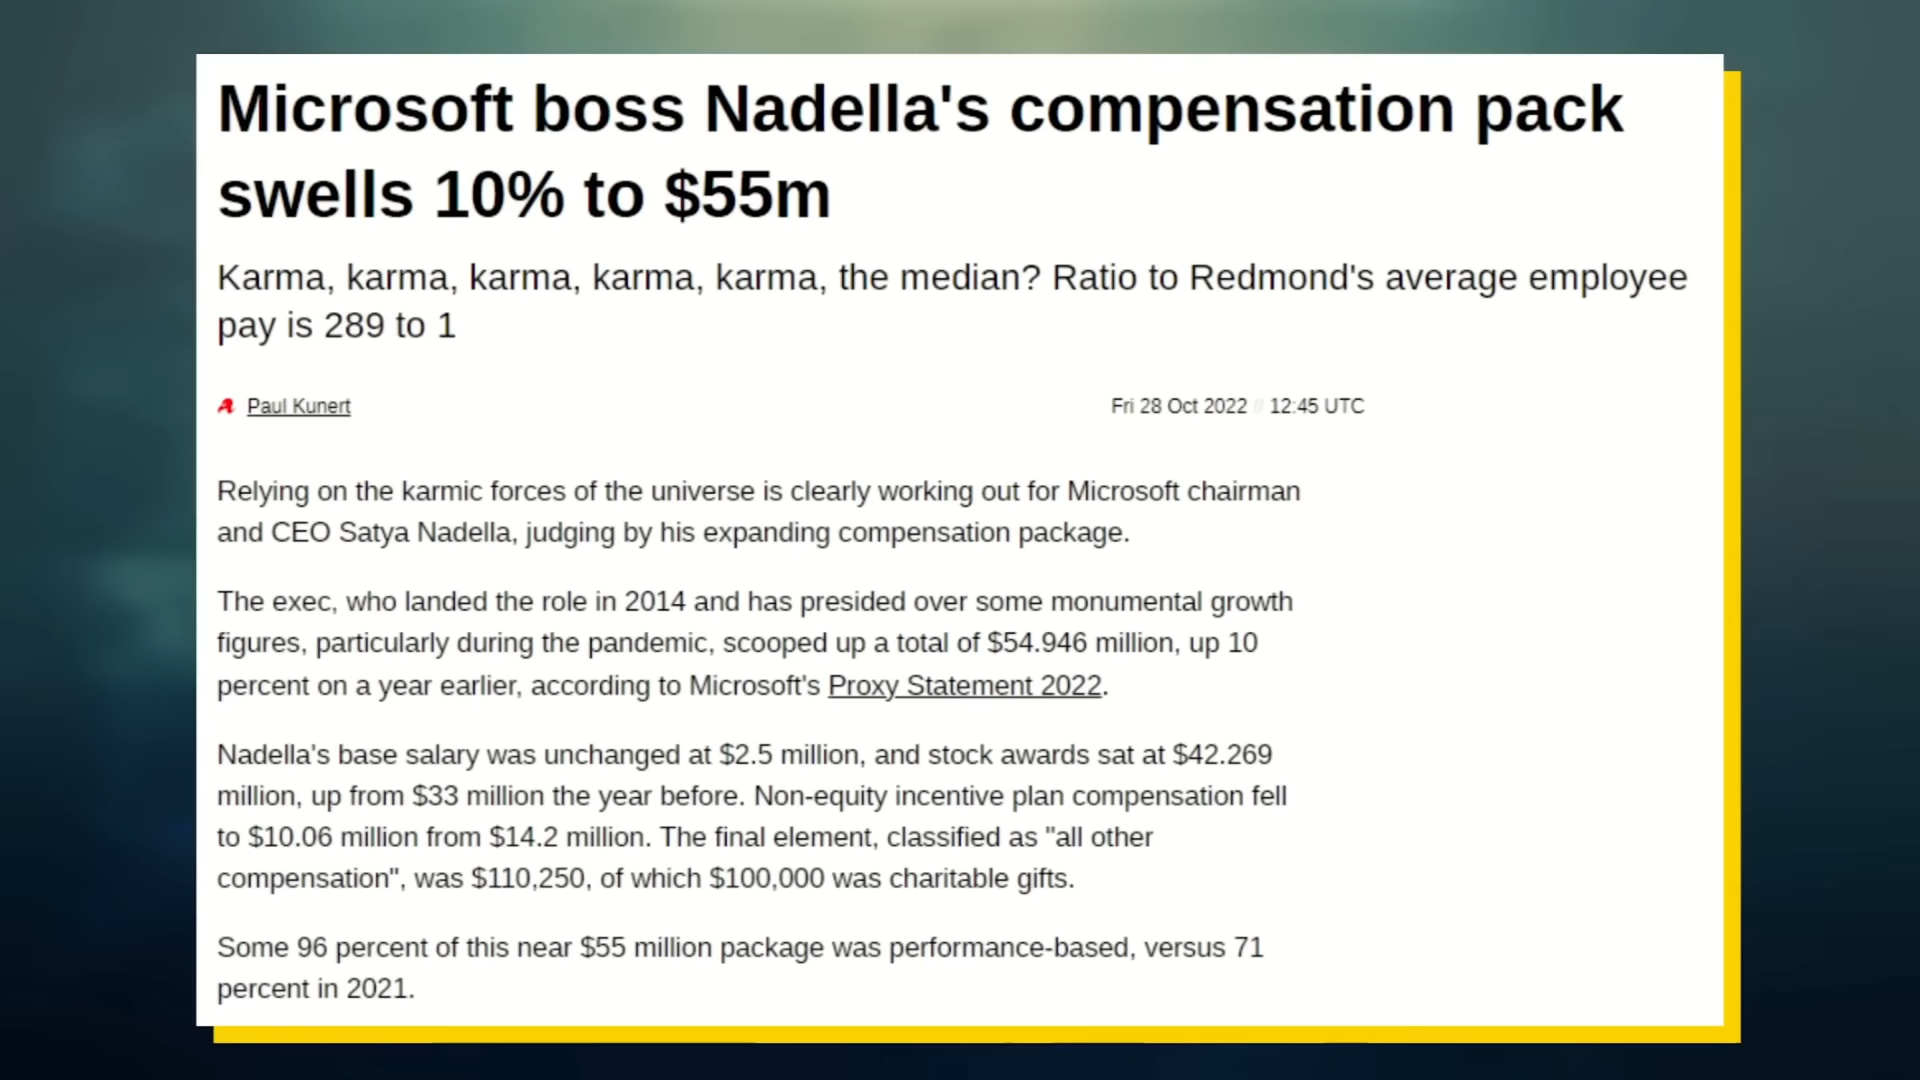 Microsoft boss Nadella's compensation pack
swells 10% to $55m
Karma, karma, karma, karma, karma, the median? Ratio to Redmond's average employee
pay is 289 to 1
Paul Kunert
Fri 28 Oct 2022 // 12:45 UTC
Relying on the karmic forces of the universe is clearly working out for Microsoft chairman
and CEO Satya Nadella, judging by his expanding compensation package.
The exec, who landed the role in 2014 and has presided over some monumental growth
figures, particularly during the pandemic, scooped up a total of $54.946 million, up 10
percent on a year earlier, according to Microsoft's Proxy Statement 2022.
Nadella's base salary was unchanged at $2.5 million, and stock awards sat at $42.269
million, up from $33 million the year before. Non-equity incentive plan compensation fell
to $10.06 million from $14.2 million. The final element, classified as "all other
compensation", was $110,250, of which $100,000 was charitable gifts.
Some 96 percent of this near $55 million package was performance-based, versus 71
percent in 2021.